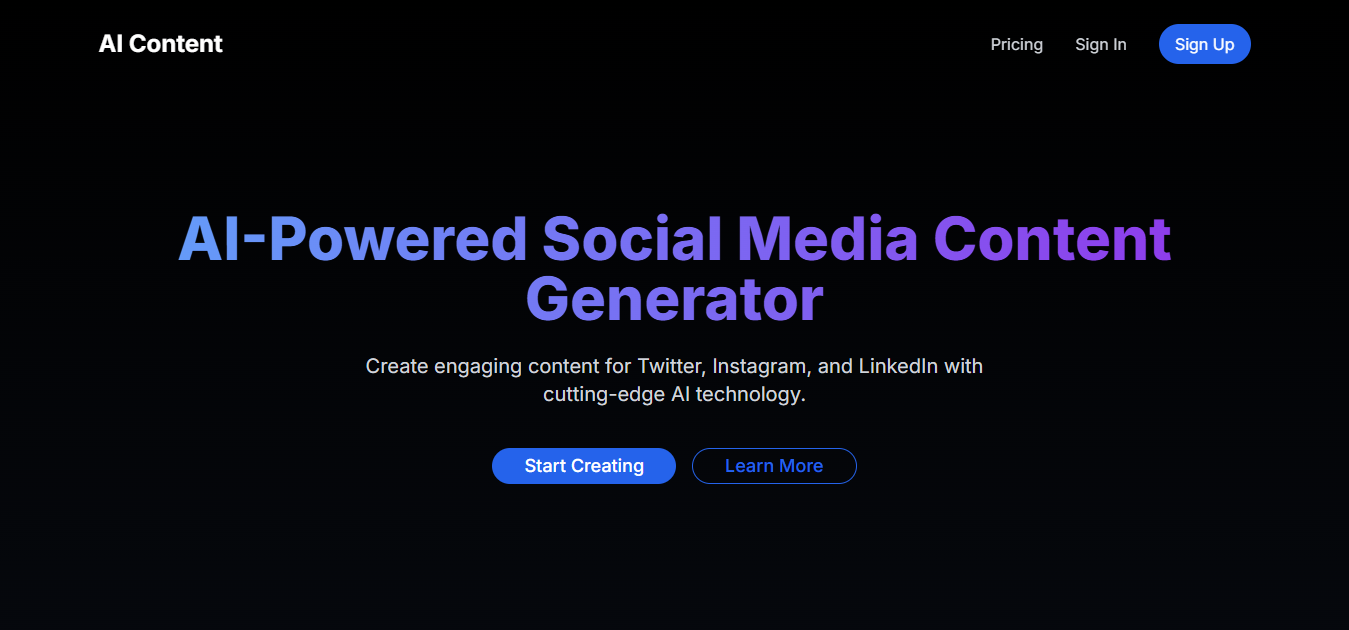 AI Content
Pricing
Sign In
Sign Up
AI-Powered Social Media Content
Generator
Create engaging content for Twitter, Instagram, and LinkedIn with
cutting-edge AI technology.
Start Creating
Learn More